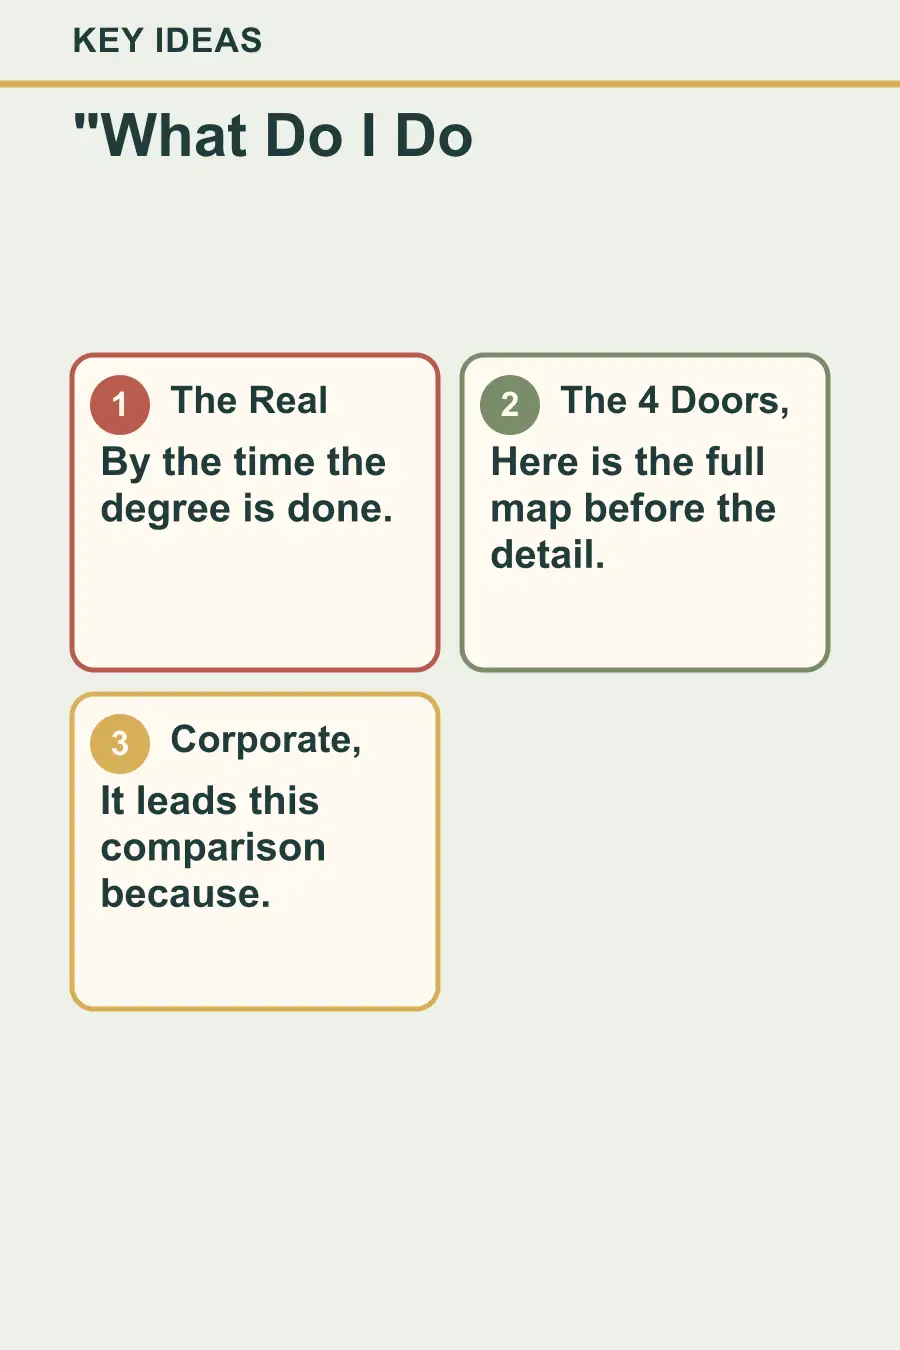 KEY IDEAS
"What Do I Do
1
The Real
By the time the
degree is done.
2
The 4 Doors,
Here is the full
map before the
detail.
3
Corporate,
It leads this
comparison
because.